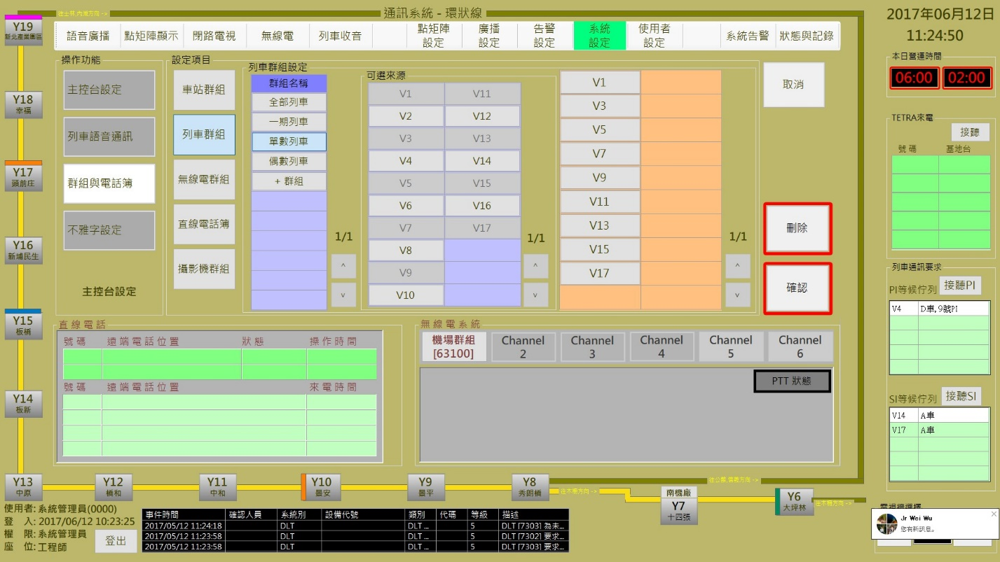 往士林,內湖方向 ->
通訊系統 - 環狀線
2017年06月12日
11:24:50
Y19
新北產業園區
Y18
幸福
Y17
頭前庄
Y16
新埔民生
Y15
板橋
Y14
板新
語音廣播
點矩陣顯示
閉路電視
無線電
列車收音
點矩陣
設定
廣播
設定
告警
設定
系統
設定
使用者
設定
系統告警
狀態與記錄
操作功能
主控台設定
列車語音通訊
群組與電話簿
不雅字設定
主控台設定
設定項目
車站群組
列車群組
無線電群組
直線電話簿
攝影機群組
列車群組設定
群組名稱
全部列車
一期列車
單數列車
偶數列車
+ 群組
1/1
^
v
可選來源
V1 V11
V2 V12
V3 V13
V4 V14
V5 V15
V6 V16
V7 V17
V8
V9
V10
1/1
^
v
V1
V3
V5
V7
V9
V11
V13
V15
V17
1/1
^
v
取消
刪除
確認
本日營運時間
06:00 02:00
TETRA來電
接聽
號碼 基地台
列車通訊要求
PI等候佇列 接聽PI
V4 D車,9號PI
SI等候佇列 接聽SI
V14 A車
V17 A車
直線電話
號碼 遠端電話位置 狀態 操作時間
號碼 遠端電話位置 來電時間
無線電系統
機場群組
[63100]
Channel
2
Channel
3
Channel
4
Channel
5
Channel
6
PTT 狀態
Y13
中原
Y12
橋和
Y11
中和
Y10
景安
Y9
景平
Y8
秀朗橋
往木柵方向 ->
南機廠
Y7
十四張
Y6
大坪林
往木柵方向 ->
使用者: 系統管理員(0000)
登 入: 2017/06/12 10:23:25
權 限: 系統管理員
座 位: 工程師
登出
事件時間 確認人員 系統別 設備代號 類別 代碼 等級 描述
2017/05/12 11:24:18 DLT DLT ... 5 DLT [7303] 為未...
2017/05/12 11:23:58 DLT DLT ... 5 DLT [7302] 要求...
2017/05/12 11:23:58 DLT DLT ... 5 DLT [7303] 要求...
Jr Wei Wu
您有新訊息。